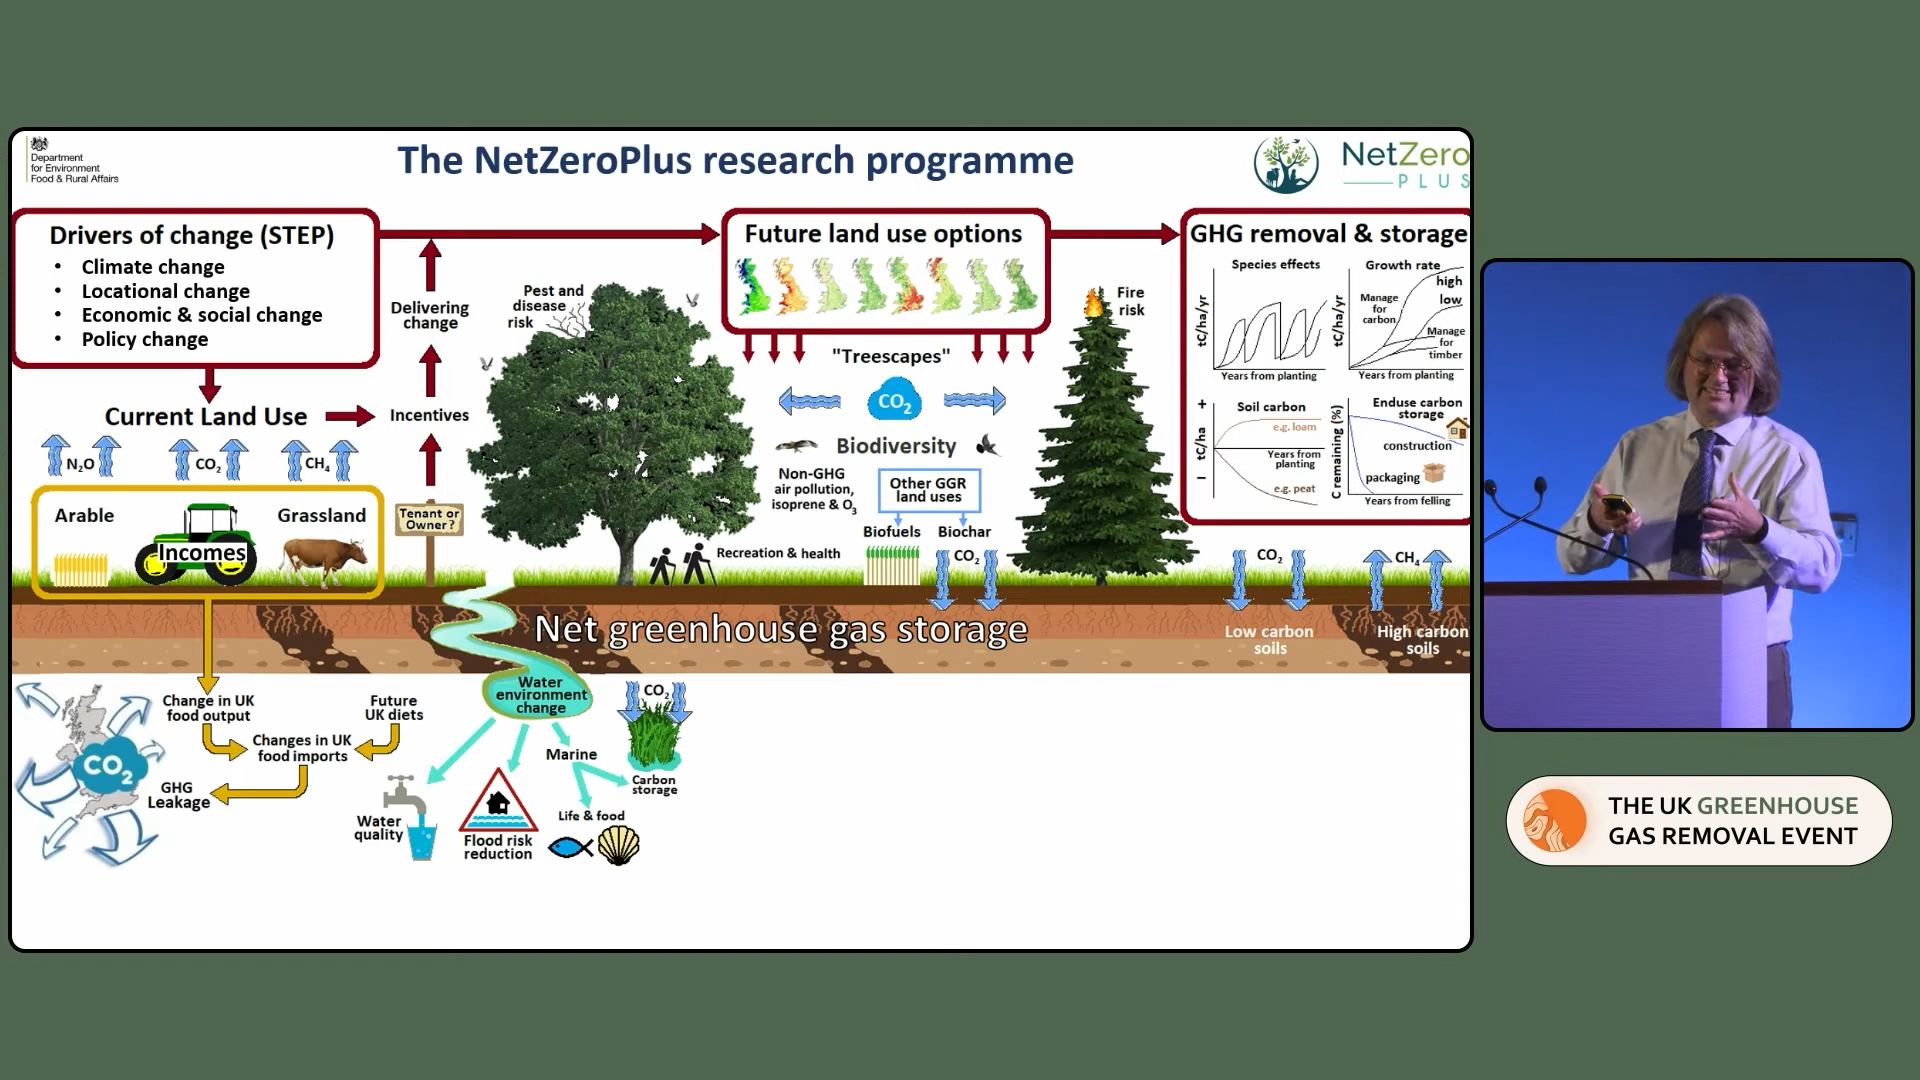 Department
for Environment
Food & Rural Affairs
The NetZeroPlus research programme
NetZero
PLUS
Drivers of change (STEP)
• Climate change
• Locational change
• Economic & social change
• Policy change
Current Land Use
N₂O
CO₂
CH₄
Arable
Incomes
Grassland
Delivering
change
Incentives
Tenant or
Owner?
Pest and
disease
risk
Future land use options
"Treescapes"
CO₂
Biodiversity
Non-GHG
air pollution,
isoprene & O₃
Other GGR
land uses
Biofuels
Biochar
CO₂
Recreation & health
Fire
risk
GHG removal & storage
Species effects
tC/ha/yr
Years from planting
Growth rate
high
low
Manage
for
carbon
Manage
for
timber
tC/ha/yr
Years from planting
Soil carbon
+
e.g. loam
tC/ha
Years from
planting
–
e.g. peat
Enduse carbon
storage
construction
packaging
C remaining (%)
Years from felling
CO₂
CH₄
Low carbon
soils
High carbon
soils
Net greenhouse gas storage
Change in UK
food output
Future
UK diets
Changes in UK
food imports
CO₂
GHG
Leakage
Water
environment
change
Water
quality
Flood risk
reduction
Marine
Life & food
CO₂
Carbon
storage
THE UK GREENHOUSE
GAS REMOVAL EVENT